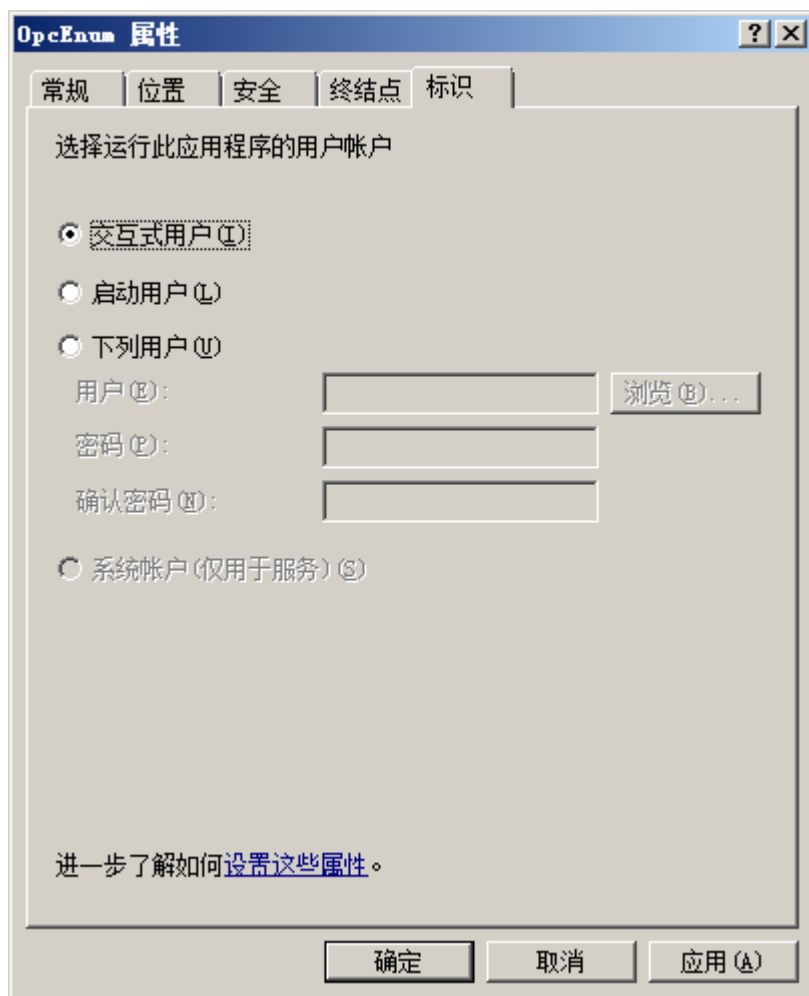 OpcEnum 属性
常规 位置 安全 终结点 标识
选择运行此应用程序的用户帐户
交互式用户(I)
启动用户(L)
下列用户(U)
用户(E):
浏览(B)...
密码(P):
确认密码(N):
系统帐户(仅用于服务)(S)
进一步了解如何设置这些属性。
确定 取消 应用(A)